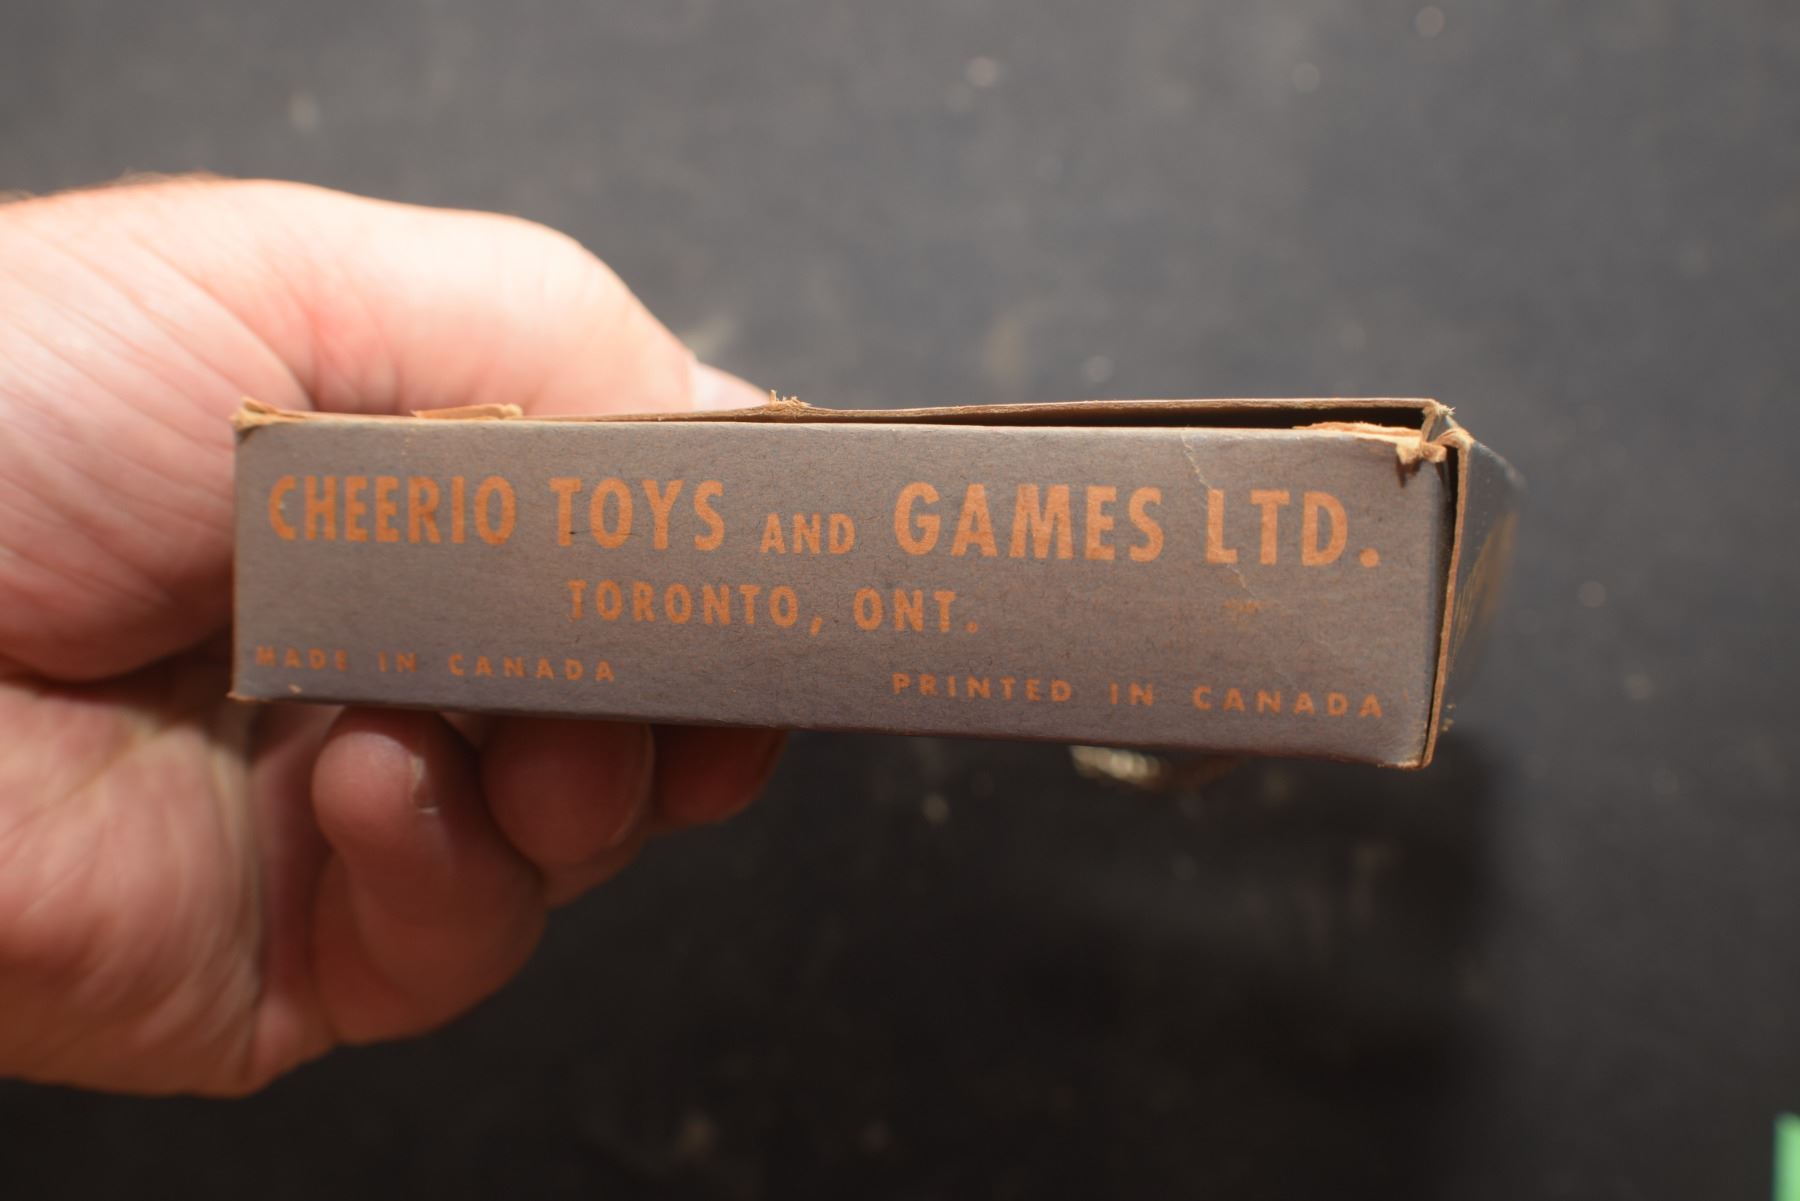 CHEERIO TOYS AND GAMES LTD.
TORONTO, ONT.
MADE IN CANADA
PRINTED IN CANADA